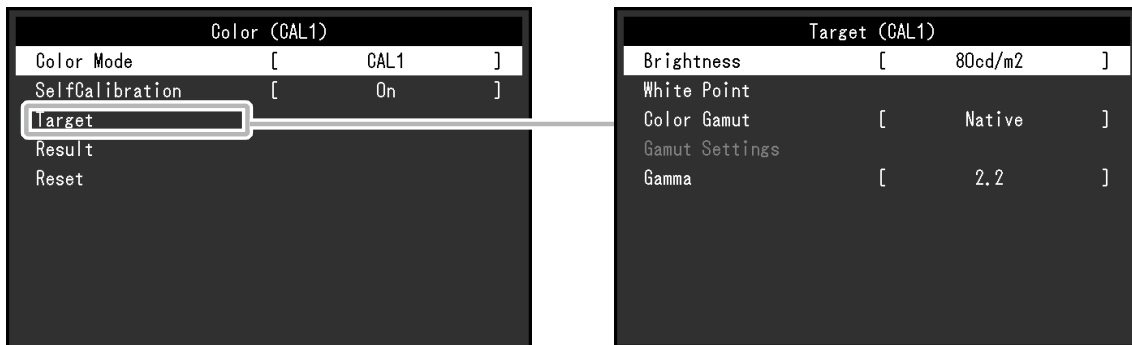 Color (CAL1)
Color Mode [ CAL1 ]
SelfCalibration [ On ]
Target
Result
Reset
Target (CAL1)
Brightness [ 80cd/m2 ]
White Point
Color Gamut [ Native ]
Gamut Settings
Gamma [ 2.2 ]